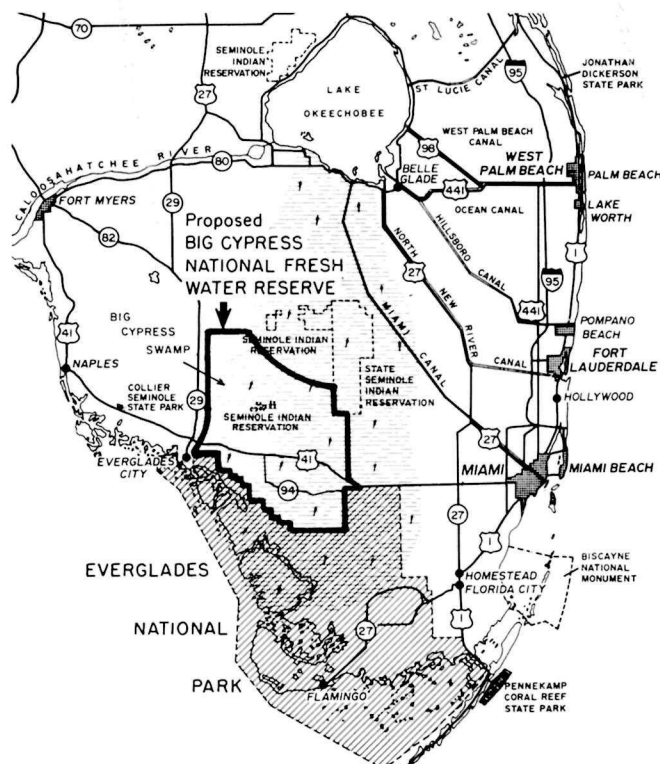 70
27
SEMINOLE
INDIAN
RESERVATION
LAKE
OKEECHOBEE
ST LUCIE CANAL
95
JONATHAN
DICKERSON
STATE PARK
CALOOSAHATCHEE RIVER
80
98
WEST PALM BEACH
CANAL
WEST
PALM BEACH
PALM BEACH
BELLE
GLADE
441
OCEAN CANAL
LAKE
WORTH
FORT MYERS
29
82
Proposed
BIG CYPRESS
NATIONAL FRESH
WATER RESERVE
NORTH
NEW
RIVER
CANAL
27
HILLSBORO
CANAL
MIAMI CANAL
1
95
441
POMPANO
BEACH
41
BIG
CYPRESS
SWAMP
NAPLES
COLLIER
SEMINOLE
STATE PARK
29
SEMINOLE INDIAN
RESERVATION
SEMINOLE INDIAN
RESERVATION
STATE
SEMINOLE
INDIAN
RESERVATION
FORT
LAUDERDALE
HOLLYWOOD
27
EVERGLADES
CITY
41
94
MIAMI
MIAMI BEACH
27
1
BISCAYNE
NATIONAL
MONUMENT
EVERGLADES
NATIONAL
PARK
HOMESTEAD
FLORIDA CITY
27
1
FLAMINGO
PENNEKAMP
CORAL REEF
STATE PARK